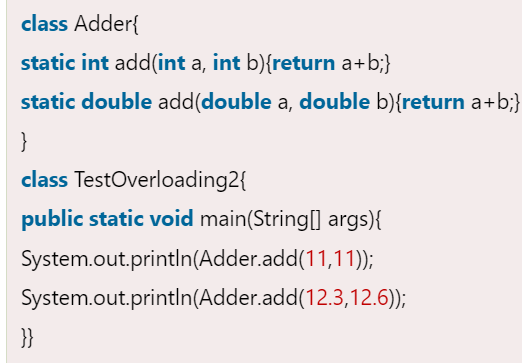 class Adder{
static int add(int a, int b){return a+b;}
static double add(double a, double b){return a+b;}
}
class TestOverloading2{
public static void main(String[] args){
System.out.println(Adder.add(11,11));
System.out.println(Adder.add(12.3,12.6));
}}